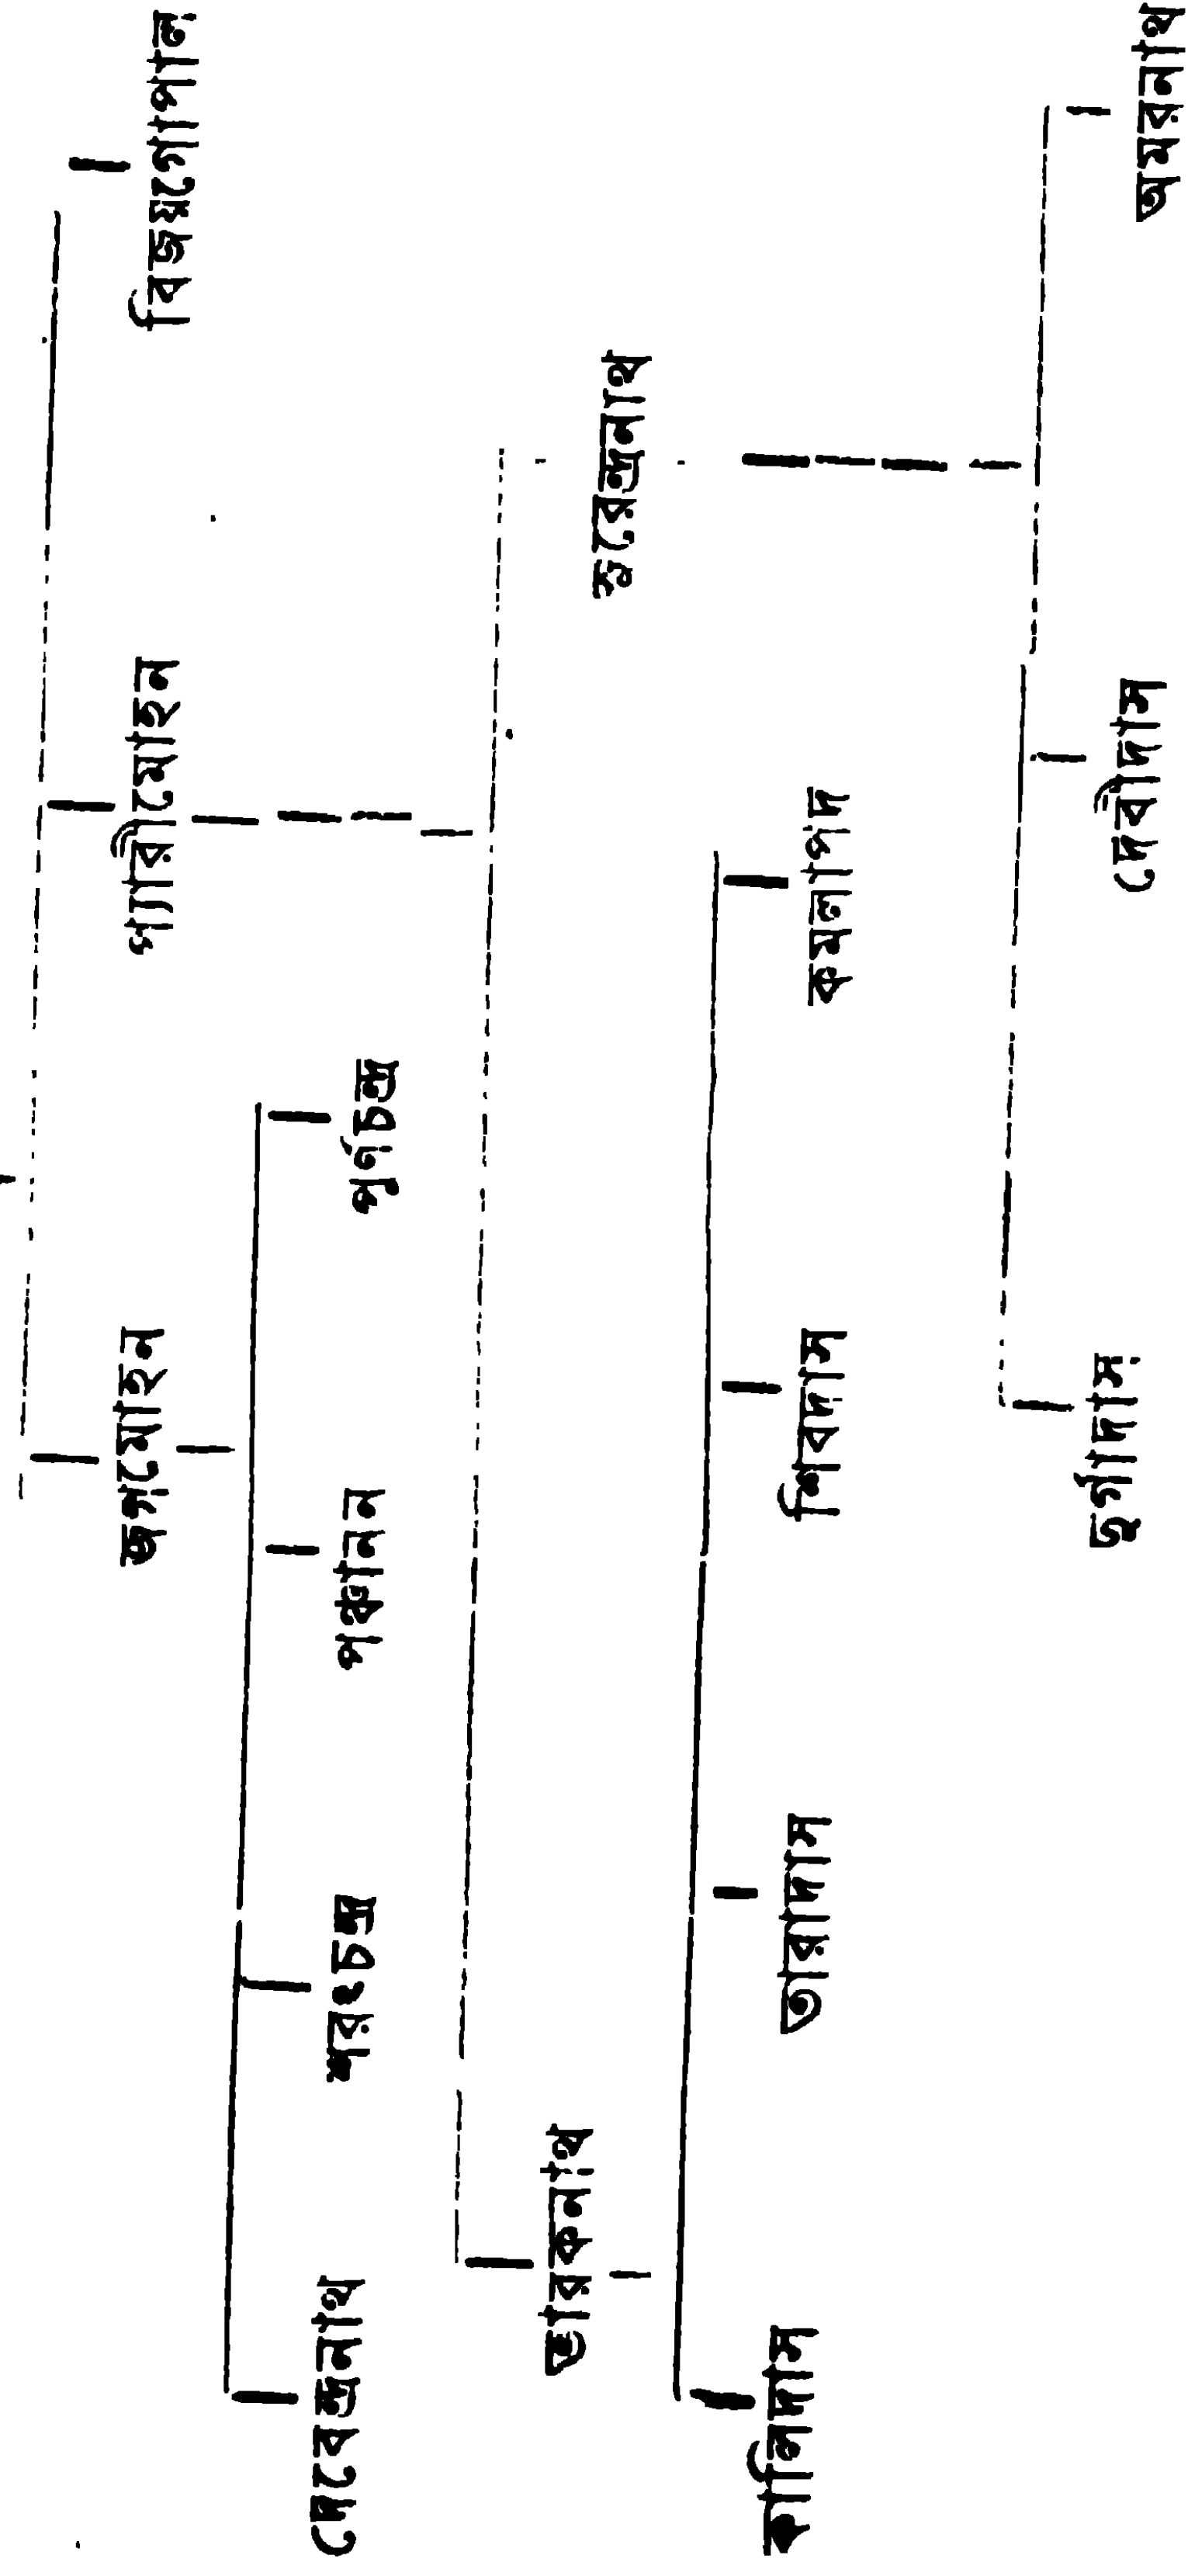 জগমোহন প্যারীমোহন বিজয়গোপাল
দেবেন্দ্রনাথ শরৎচন্দ্র পঞ্চানন পূর্ণচন্দ্র
তারকনাথ সুরেন্দ্রনাথ
কালিদাস তারাদাস শিবদাস কমলাপদ
দুর্গাদাস দেবীদাস অমরনাথ